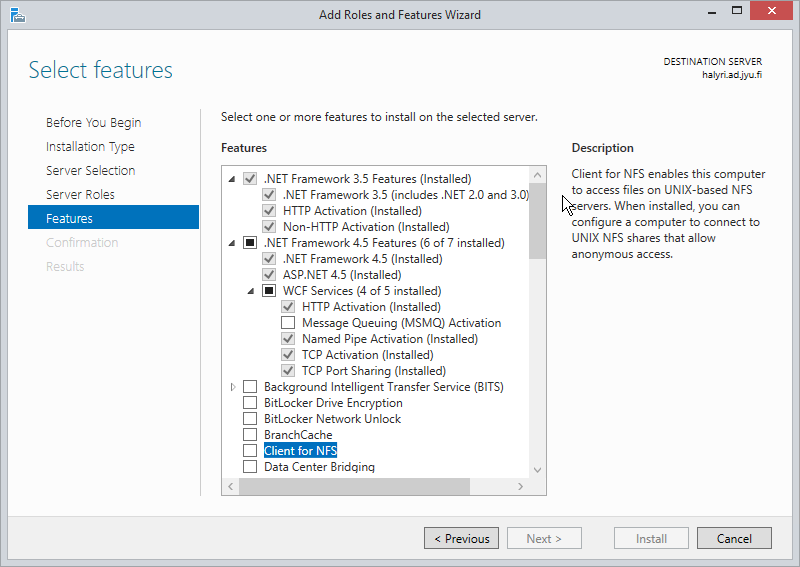 Add Roles and Features Wizard
Select features
DESTINATION SERVER
halyri.ad.jyu.fi
Before You Begin
Installation Type
Server Selection
Server Roles
Features
Confirmation
Results
Select one or more features to install on the selected server.
Features
.NET Framework 3.5 Features (Installed)
.NET Framework 3.5 (includes .NET 2.0 and 3.0)
HTTP Activation (Installed)
Non-HTTP Activation (Installed)
.NET Framework 4.5 Features (6 of 7 installed)
.NET Framework 4.5 (Installed)
ASP.NET 4.5 (Installed)
WCF Services (4 of 5 installed)
HTTP Activation (Installed)
Message Queuing (MSMQ) Activation
Named Pipe Activation (Installed)
TCP Activation (Installed)
TCP Port Sharing (Installed)
Background Intelligent Transfer Service (BITS)
BitLocker Drive Encryption
BitLocker Network Unlock
BranchCache
Client for NFS
Data Center Bridging
Description
Client for NFS enables this computer
to access files on UNIX-based NFS
servers. When installed, you can
configure a computer to connect to
UNIX NFS shares that allow
anonymous access.
< Previous
Next >
Install
Cancel